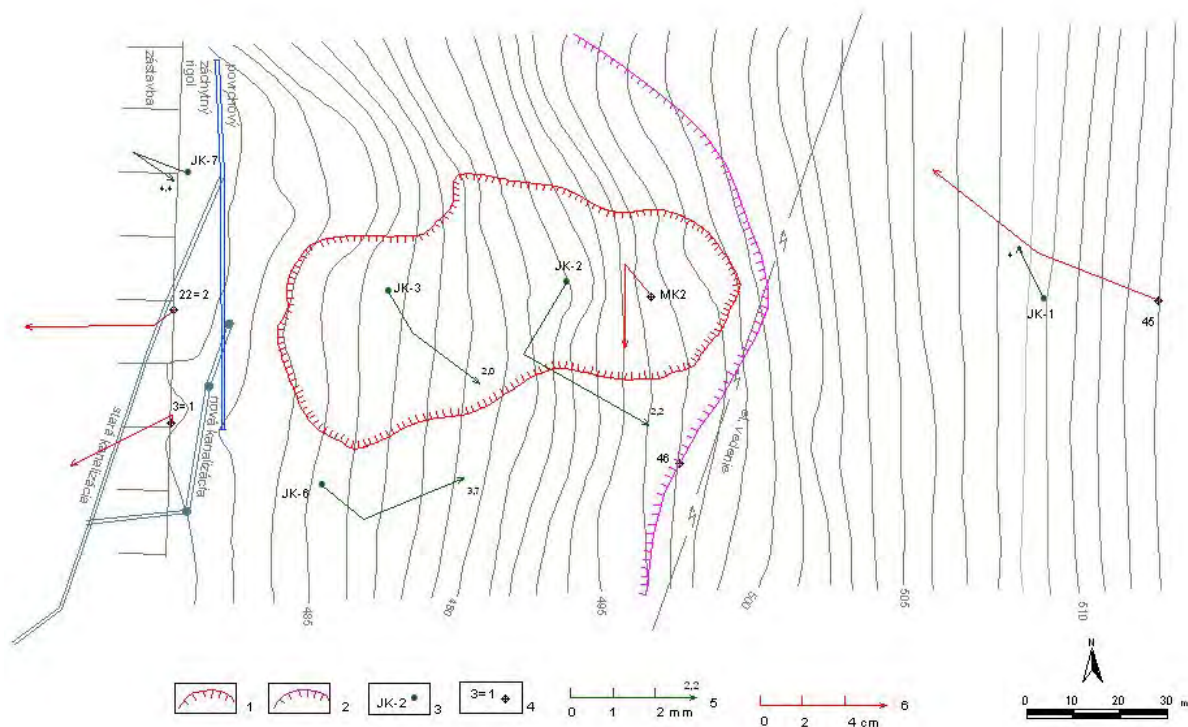 zástavba
záchytný
rigol
povrchový
JK-7
4,4
22=2
3=1
stará kanalizácia
nová kanalizácia
JK-3
2,0
JK-2
2,2
MK2
JK-6
3,7
46
el. vedenie
JK-1
45
485
480
495
500
505
510
N
1
2
JK-2 3
3=1 4
2,2
5
0 1 2 mm
6
0 2 4 cm
0 10 20 30 m